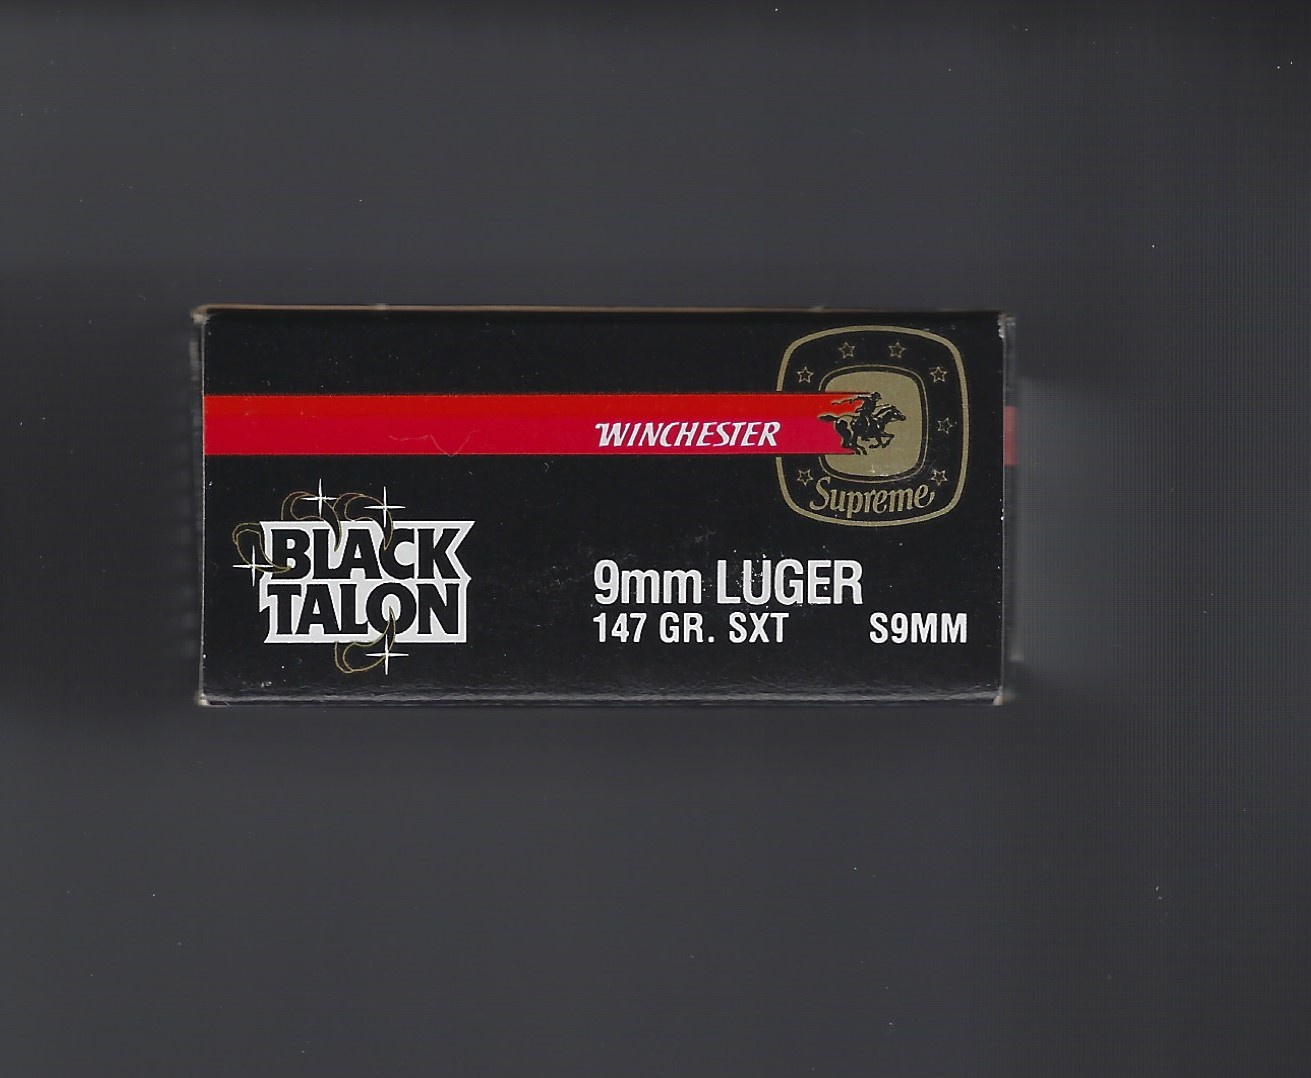 WINCHESTER
Supreme
BLACK
TALON
9mm LUGER
147 GR. SXT S9MM